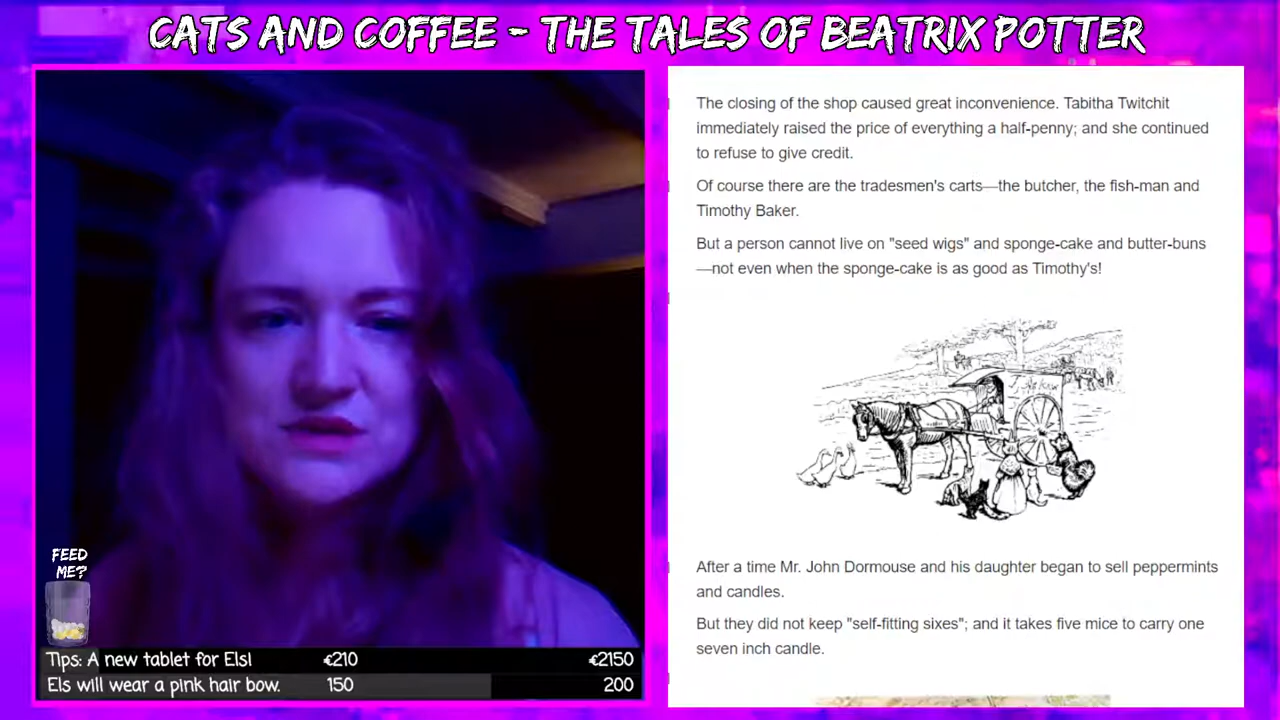 CATS AND COFFEE - THE TALES OF BEATRIX POTTER
The closing of the shop caused great inconvenience. Tabitha Twitchit
immediately raised the price of everything a half-penny; and she continued
to refuse to give credit.
Of course there are the tradesmen's carts—the butcher, the fish-man and
Timothy Baker.
But a person cannot live on "seed wigs" and sponge-cake and butter-buns
—not even when the sponge-cake is as good as Timothy's!
After a time Mr. John Dormouse and his daughter began to sell peppermints
and candles.
But they did not keep "self-fitting sixes"; and it takes five mice to carry one
seven inch candle.
FEED
ME?
Tips: A new tablet for Els! €210 €2150
Els will wear a pink hair bow. 150 200